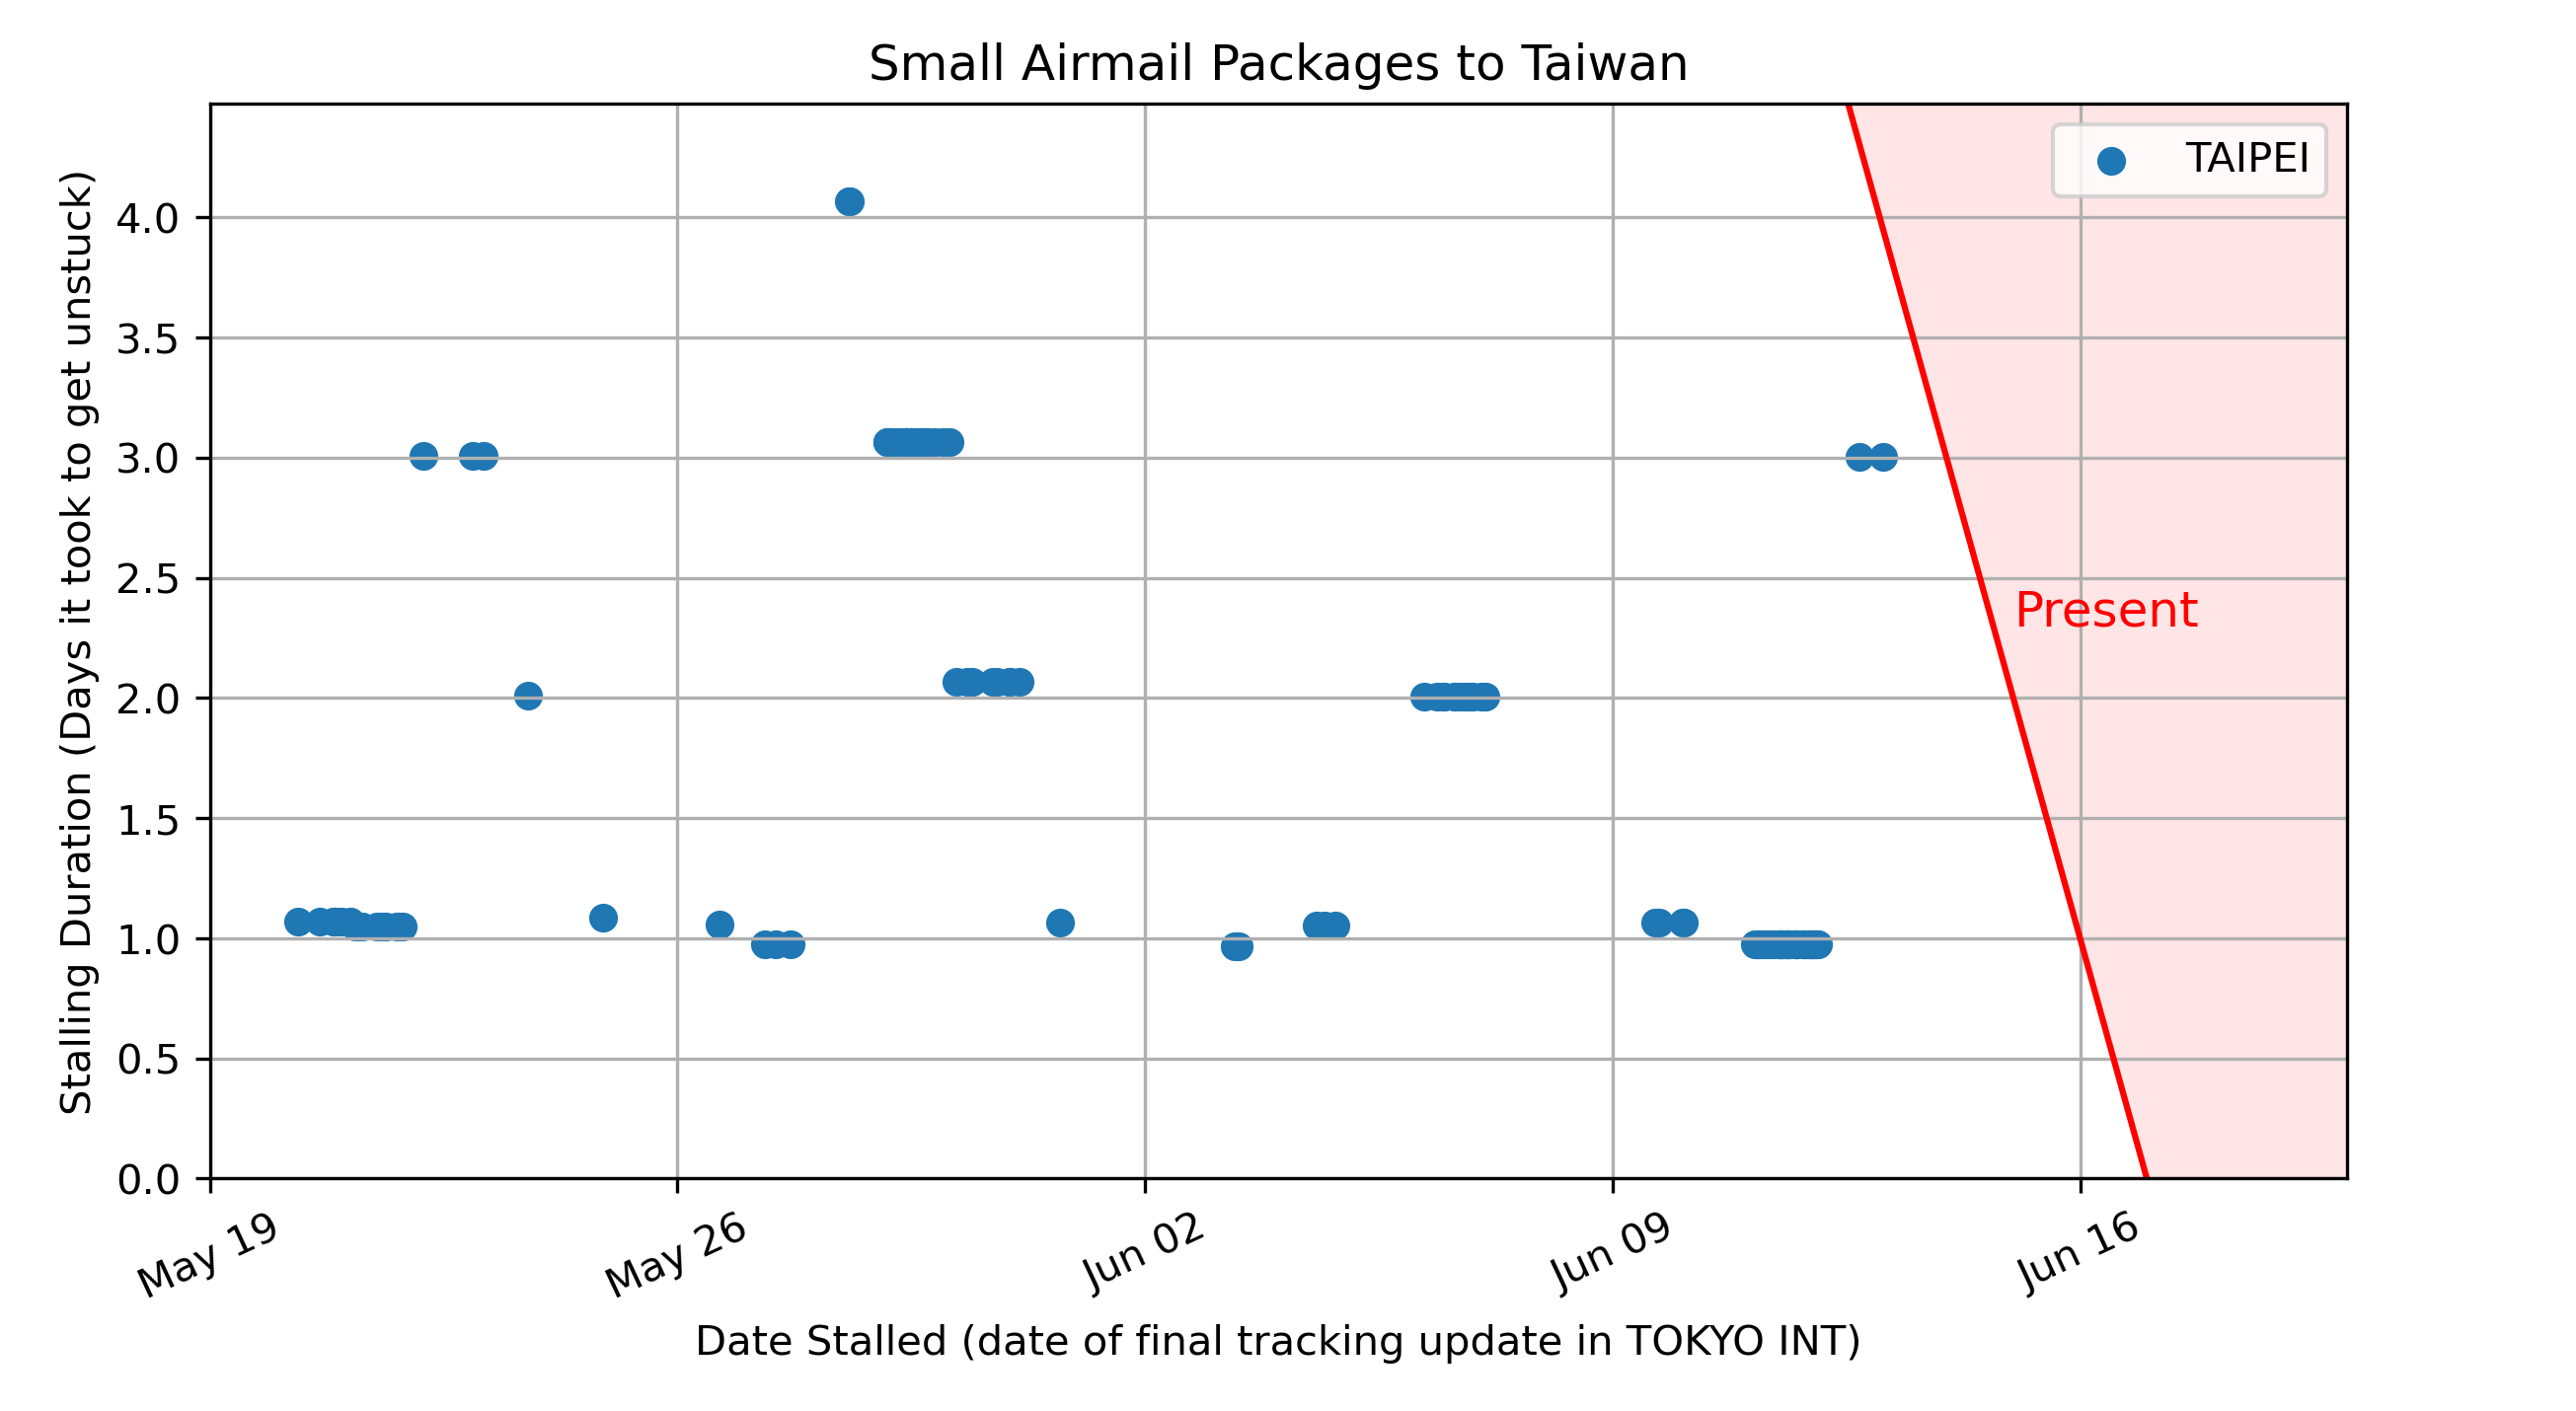 Small Airmail Packages to Taiwan
TAIPEI
Stalling Duration (Days it took to get unstuck)
4.0
3.5
3.0
2.5
2.0
1.5
1.0
0.5
0.0
Present
May 19
May 26
Jun 02
Jun 09
Jun 16
Date Stalled (date of final tracking update in TOKYO INT)